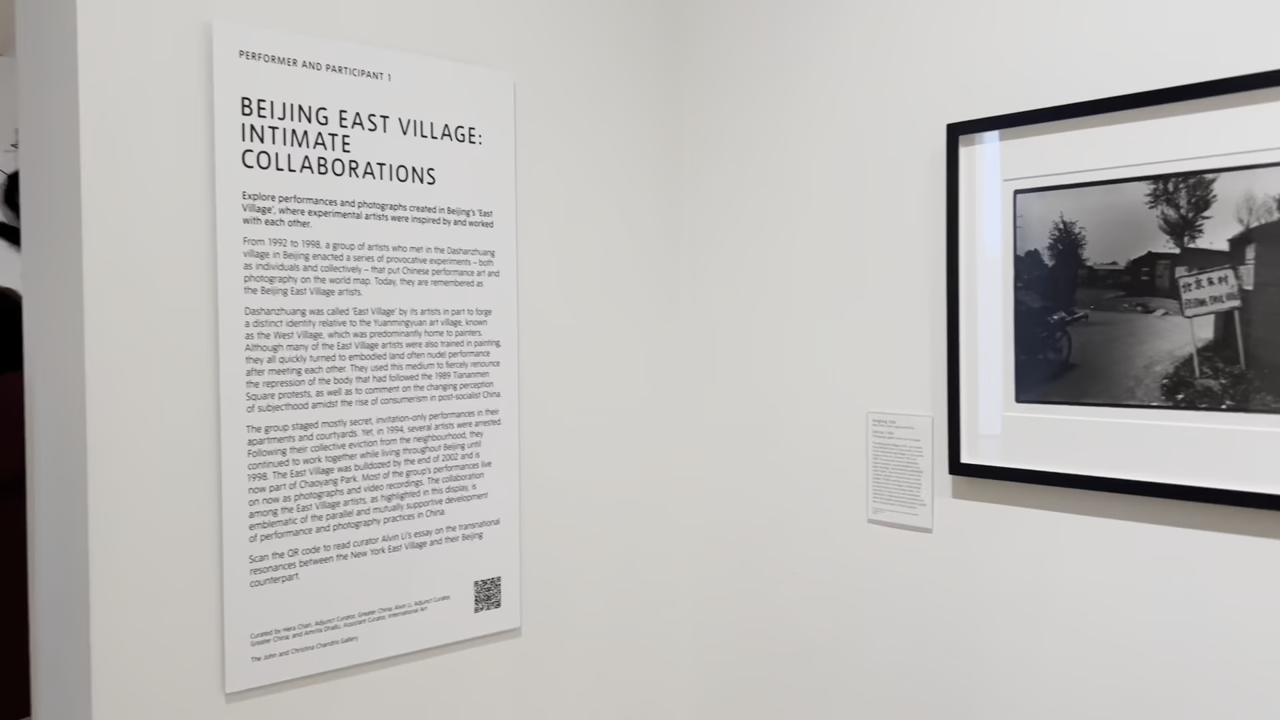 PERFORMER AND PARTICIPANT 1
BEIJING EAST VILLAGE:
INTIMATE
COLLABORATIONS
Explore performances and photographs created in Beijing's 'East
Village', where experimental artists were inspired by and worked
with each other.
From 1992 to 1998, a group of artists who met in the Dashanzhuang
village in Beijing enacted a series of provocative experiments – both
as individuals and collectively – that put Chinese performance art and
photography on the world map. Today, they are remembered as
the Beijing East Village artists.
Dashanzhuang was called 'East Village' by its artists in part to forge
a distinct identity relative to the Yuanmingyuan art village, known
as the West Village, which was predominantly home to painters.
Although many of the East Village artists were also trained in painting,
they all quickly turned to embodied (and often nude) performance
after meeting each other. They used this medium to fiercely renounce
the repression of the body that had followed the 1989 Tiananmen
Square protests, as well as to comment on the changing perception
of subjecthood amidst the rise of consumerism in post-socialist China.
The group staged mostly secret, invitation-only performances in their
apartments and courtyards. Yet, in 1994, several artists were arrested.
Following their collective eviction from the neighbourhood, they
continued to work together while living throughout Beijing until
1998. The East Village was bulldozed by the end of 2002 and is
now part of Chaoyang Park. Most of the group's performances live
on now as photographs and video recordings. The collaboration
among the East Village artists, as highlighted in this display, is
emblematic of the parallel and mutually supportive development
of performance and photography practices in China.
Scan the QR code to read curator Alvin Li's essay on the transnational
resonances between the New York East Village and their Beijing
counterpart.
Curated by Hera Chan, Adjunct Curator, Greater China; Alvin Li, Adjunct Curator,
Greater China; and Amrita Dhallu, Assistant Curator, International Art
The John and Christina Chandris Gallery
北京东村